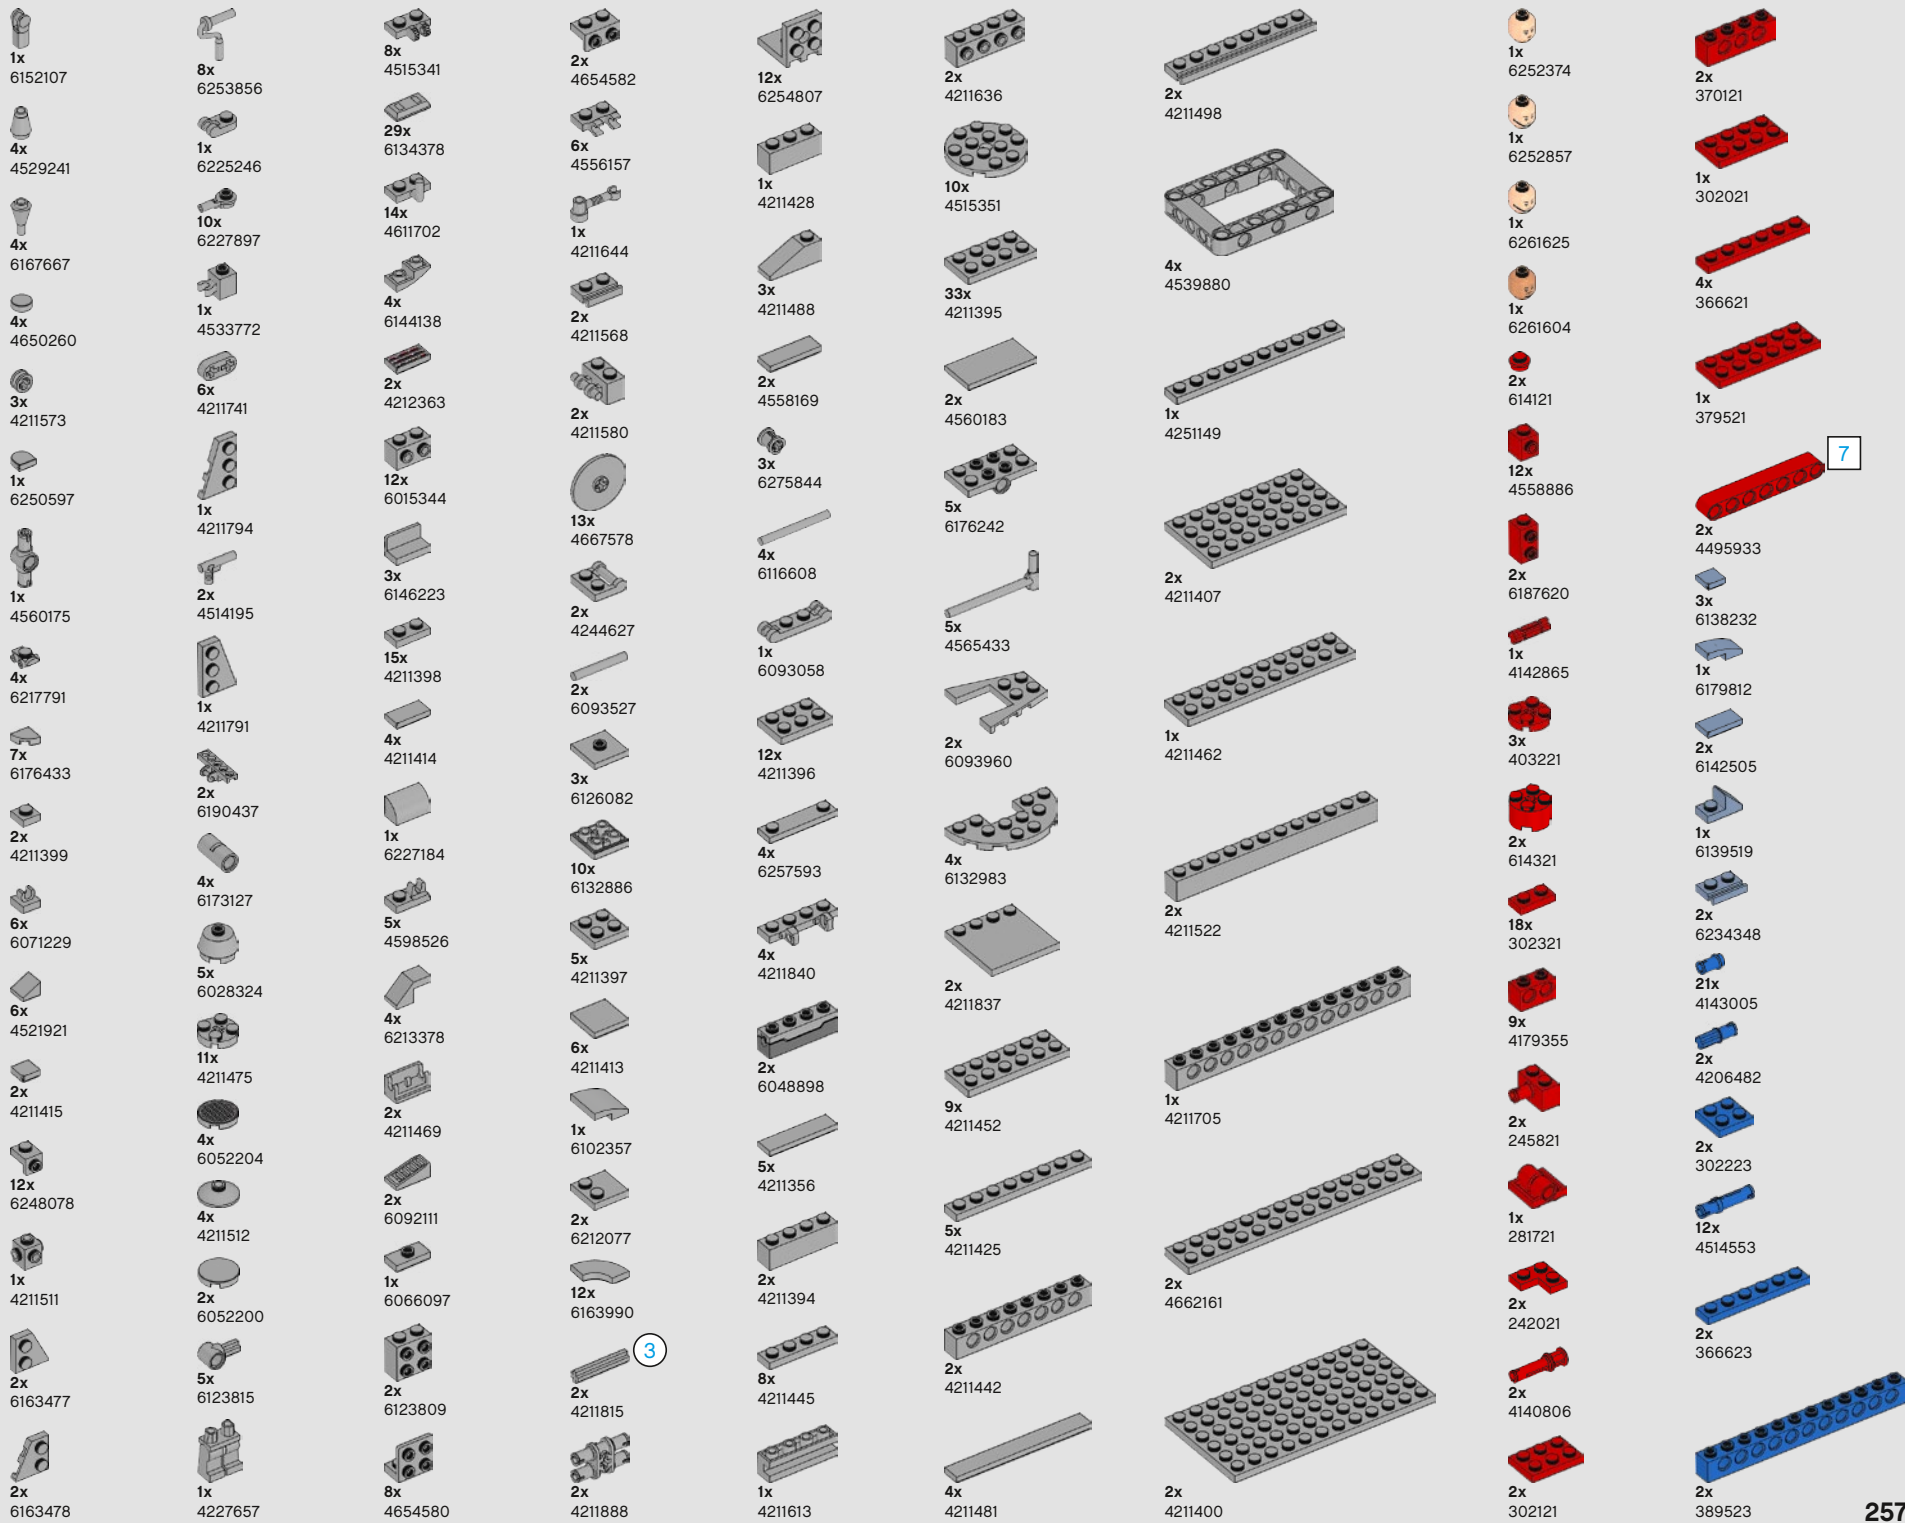 1x
6152107
4x
4529241
4x
6167667
4x
4650260
3x
4211573
1x
6250597
1x
4560175
4x
6217791
7x
6176433
2x
4211399
6x
6071229
6x
4521921
2x
4211415
12x
6248078
1x
4211511
2x
6163477
2x
6163478
8x
6253856
1x
6225246
10x
6227897
1x
4533772
6x
4211741
1x
4211794
2x
4514195
1x
4211791
2x
6190437
4x
6173127
5x
6028324
11x
4211475
4x
6052204
4x
4211512
2x
6052200
5x
6123815
1x
4227657
8x
4515341
29x
6134378
14x
4611702
4x
6144138
2x
4212363
12x
6015344
3x
6146223
15x
4211398
4x
4211414
1x
6227184
5x
4598526
4x
6213378
2x
4211469
2x
6092111
1x
6066097
2x
6123809
8x
4654580
2x
4654582
6x
4556157
1x
4211644
2x
4211568
2x
4211580
13x
4667578
2x
4244627
2x
6093527
3x
6126082
10x
6132886
5x
4211397
6x
4211413
1x
6102357
2x
6212077
12x
6163990
3
2x
4211815
2x
4211888
12x
6254807
1x
4211428
3x
4211488
2x
4558169
3x
6275844
4x
6116608
1x
6093058
12x
4211396
4x
6257593
4x
4211840
2x
6048898
5x
4211356
2x
4211394
8x
4211445
1x
4211613
2x
4211636
10x
4515351
33x
4211395
2x
4560183
5x
6176242
5x
4565433
2x
6093960
4x
6132983
2x
4211837
9x
4211452
5x
4211425
2x
4211442
4x
4211481
2x
4211498
4x
4539880
1x
4251149
2x
4211407
1x
4211462
2x
4211522
1x
4211705
2x
4662161
2x
4211400
1x
6252374
1x
6252857
1x
6261625
1x
6261604
2x
614121
12x
4558886
2x
6187620
1x
4142865
3x
403221
2x
614321
18x
302321
9x
4179355
2x
245821
1x
281721
2x
242021
2x
4140806
2x
302121
2x
370121
1x
302021
4x
366621
1x
379521
7
2x
4495933
3x
6138232
1x
6179812
2x
6142505
1x
6139519
2x
6234348
21x
4143005
2x
4206482
2x
302223
12x
4514553
2x
366623
2x
389523
257